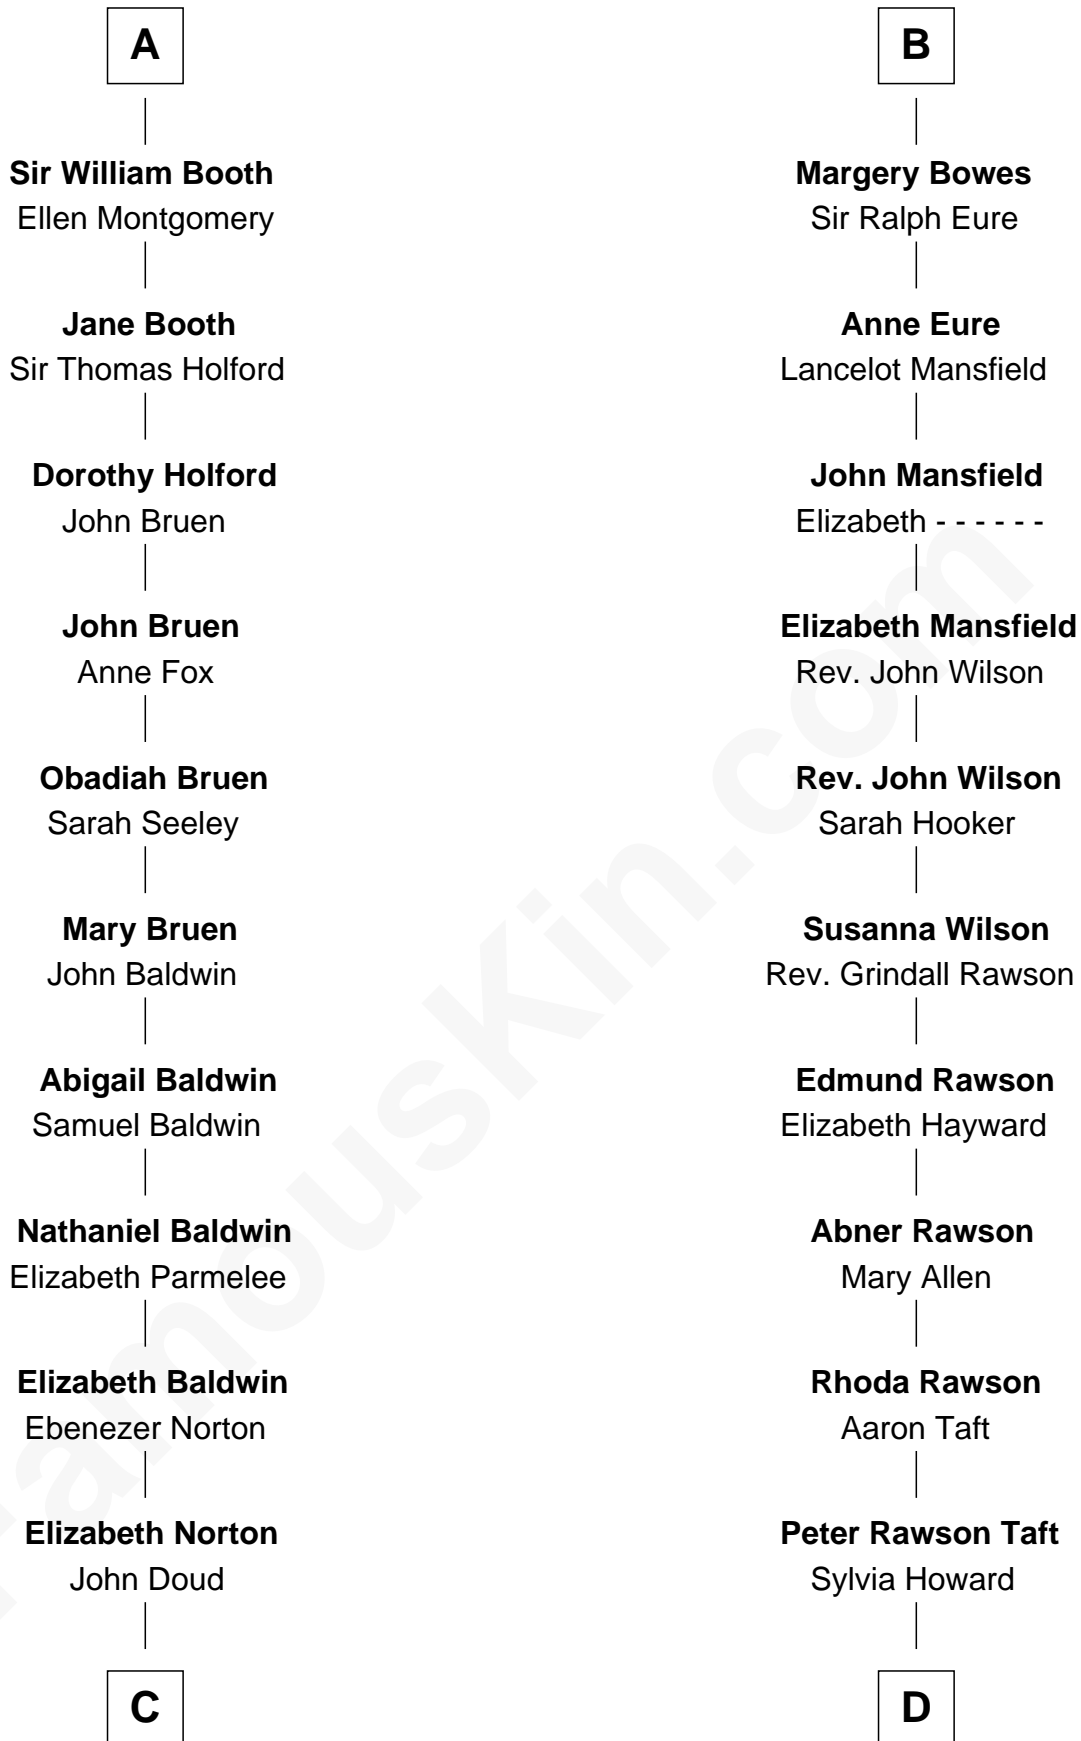 A
Sir William Booth
Ellen Montgomery
Jane Booth
Sir Thomas Holford
Dorothy Holford
John Bruen
John Bruen
Anne Fox
Obadiah Bruen
Sarah Seeley
Mary Bruen
John Baldwin
Abigail Baldwin
Samuel Baldwin
Nathaniel Baldwin
Elizabeth Parmelee
Elizabeth Baldwin
Ebenezer Norton
Elizabeth Norton
John Doud
C
B
Margery Bowes
Sir Ralph Eure
Anne Eure
Lancelot Mansfield
John Mansfield
Elizabeth - - - - - -
Elizabeth Mansfield
Rev. John Wilson
Rev. John Wilson
Sarah Hooker
Susanna Wilson
Rev. Grindall Rawson
Edmund Rawson
Elizabeth Hayward
Abner Rawson
Mary Allen
Rhoda Rawson
Aaron Taft
Peter Rawson Taft
Sylvia Howard
D
FamousKin.com